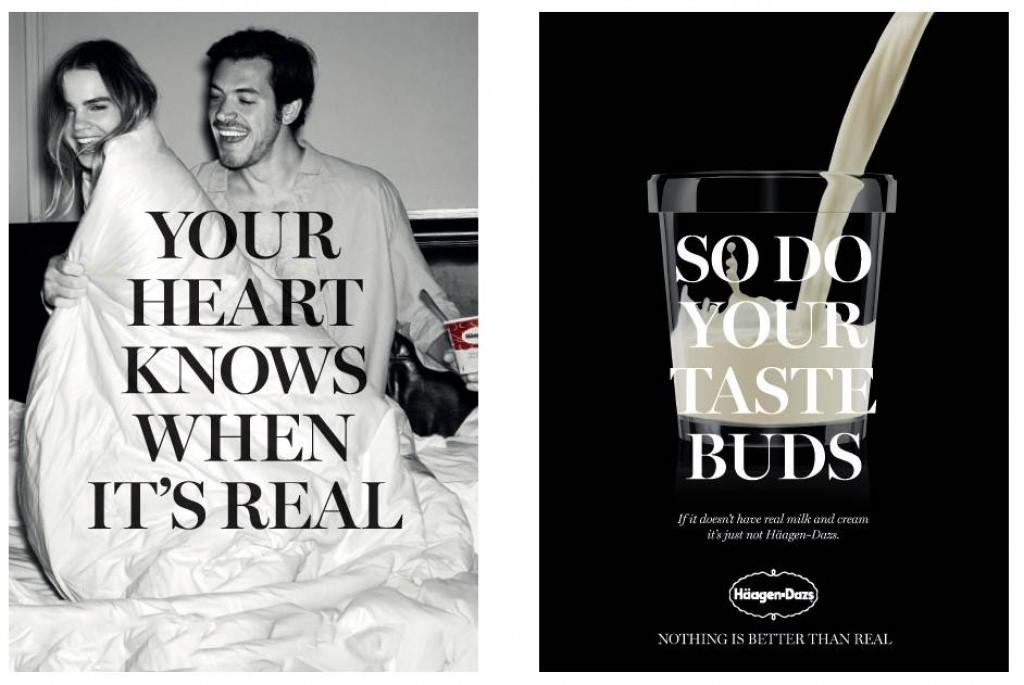 YOUR
HEART
KNOWS
WHEN
IT'S REAL
SO DO
YOUR
TASTE
BUDS
If it doesn't have real milk and cream
it's just not Häagen-Dazs.
Häagen-Dazs
NOTHING IS BETTER THAN REAL